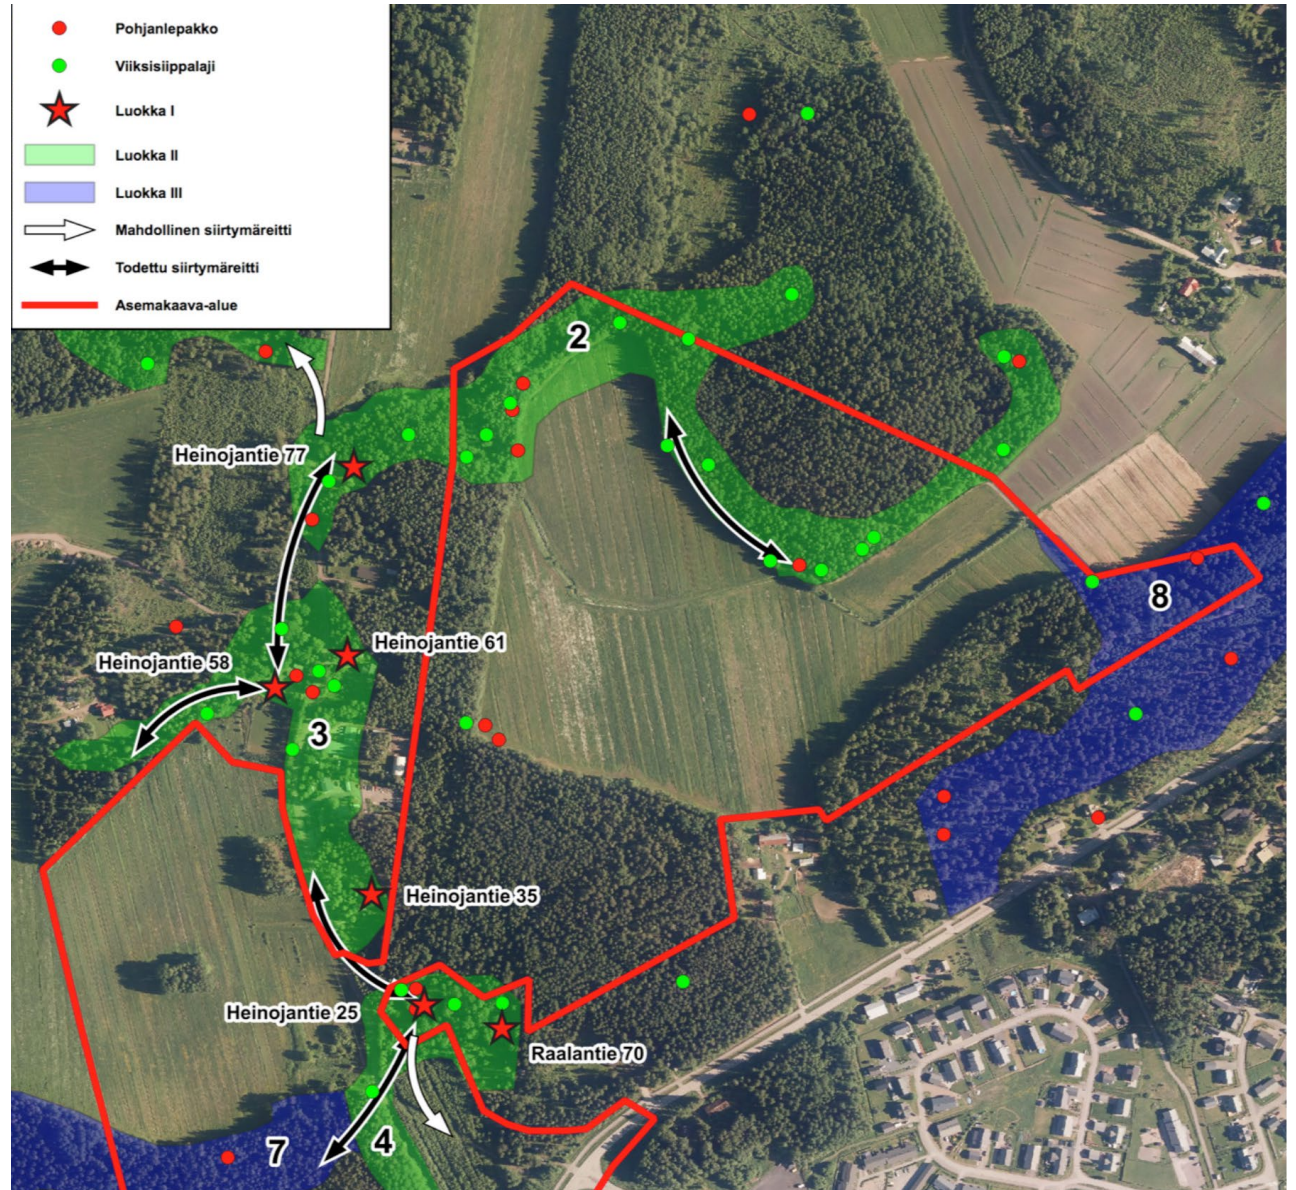 Pohjanlepakko
Viiksisiippalaji
Luokka I
Luokka II
Luokka III
Mahdollinen siirtymäreitti
Todettu siirtymäreitti
Asemakaava-alue
2
Heinojantie 77
8
Heinojantie 61
Heinojantie 58
3
Heinojantie 35
Heinojantie 25
Raalantie 70
7
4